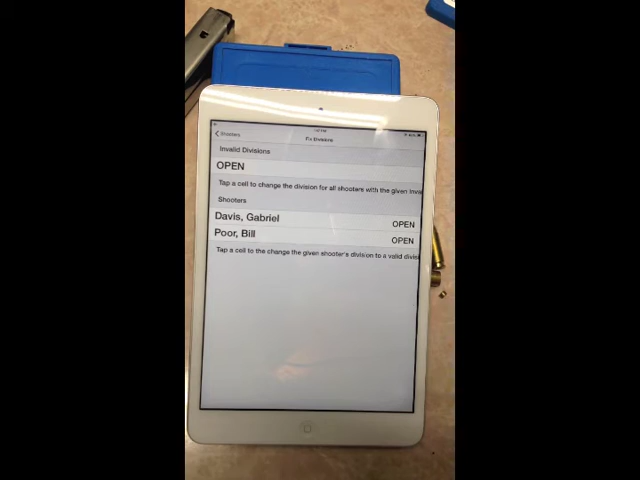 Shooters
Fix Divisions
Invalid Divisions
OPEN
Tap a cell to change the division for all shooters with the given inva
Shooters
Davis, Gabriel OPEN
Poor, Bill OPEN
Tap a cell to the change the given shooter's division to a valid divisi